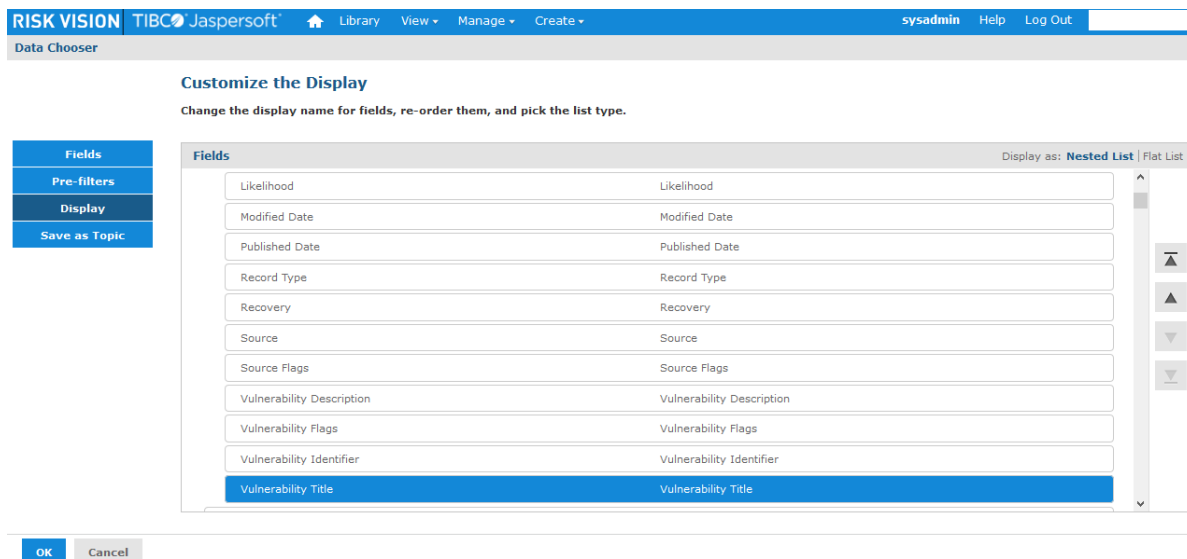 RISK VISION TIBCO Jaspersoft® Library View Manage Create sysadmin Help Log Out
Data Chooser
Customize the Display
Change the display name for fields, re-order them, and pick the list type.
Fields
Pre-filters
Display
Save as Topic
Fields Display as: Nested List | Flat List
Likelihood Likelihood
Modified Date Modified Date
Published Date Published Date
Record Type Record Type
Recovery Recovery
Source Source
Source Flags Source Flags
Vulnerability Description Vulnerability Description
Vulnerability Flags Vulnerability Flags
Vulnerability Identifier Vulnerability Identifier
Vulnerability Title Vulnerability Title
OK Cancel